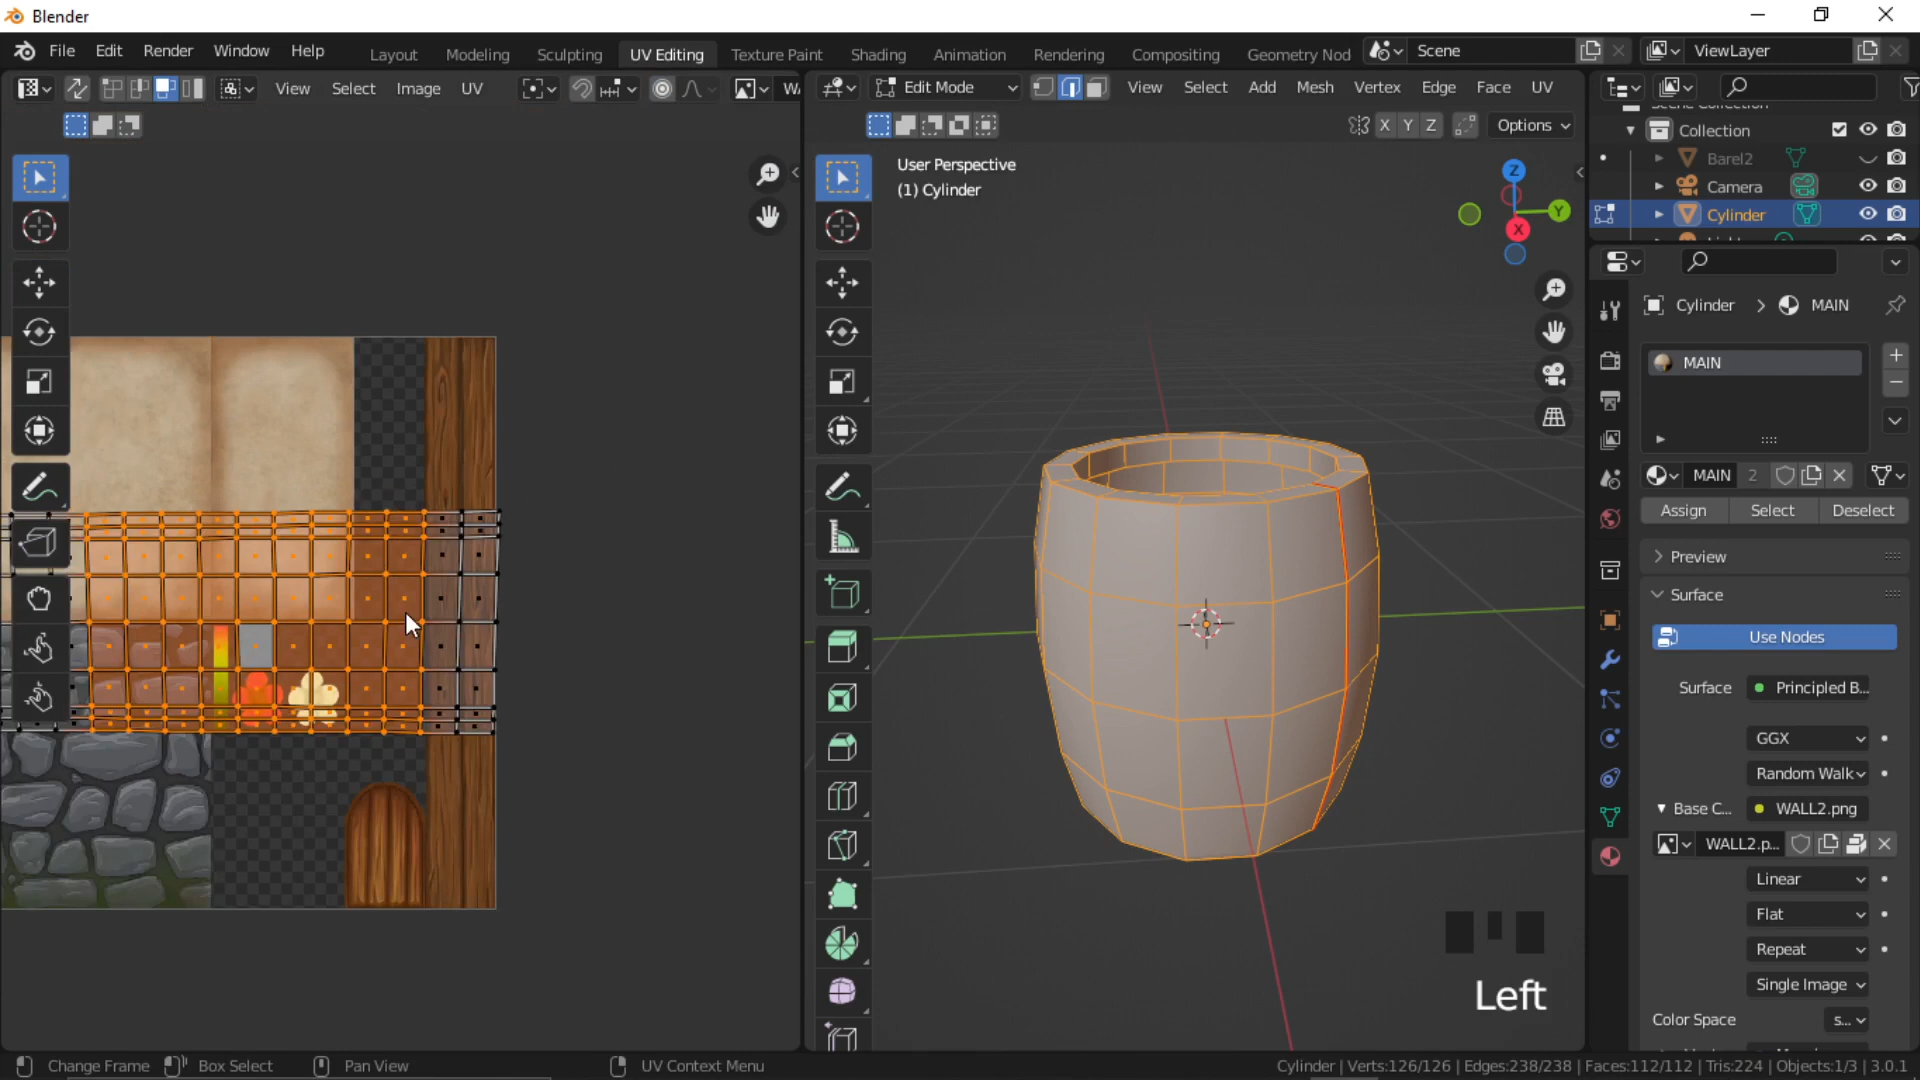 Blender
File Edit Render Window Help Layout Modeling Sculpting UV Editing Texture Paint Shading Animation Rendering Compositing Geometry Nod Scene ViewLayer
View Select Image UV Edit Mode View Select Add Mesh Vertex Edge Face UV
X Y Z Options
Collection
Barel2
Camera
Cylinder
User Perspective
(1) Cylinder
Z
Y
X
Cylinder > MAIN
MAIN
MAIN 2
Assign Select Deselect
Preview
Surface
Use Nodes
Surface Principled B...
GGX
Random Walk
Base C... WALL2.png
WALL2.p...
Linear
Flat
Repeat
Single Image
Color Space s...
Left
Change Frame Box Select Pan View UV Context Menu Cylinder | Verts:126/126 | Edges:238/238 | Faces:112/112 | Tris:224 | Objects:1/3 | 3.0.1